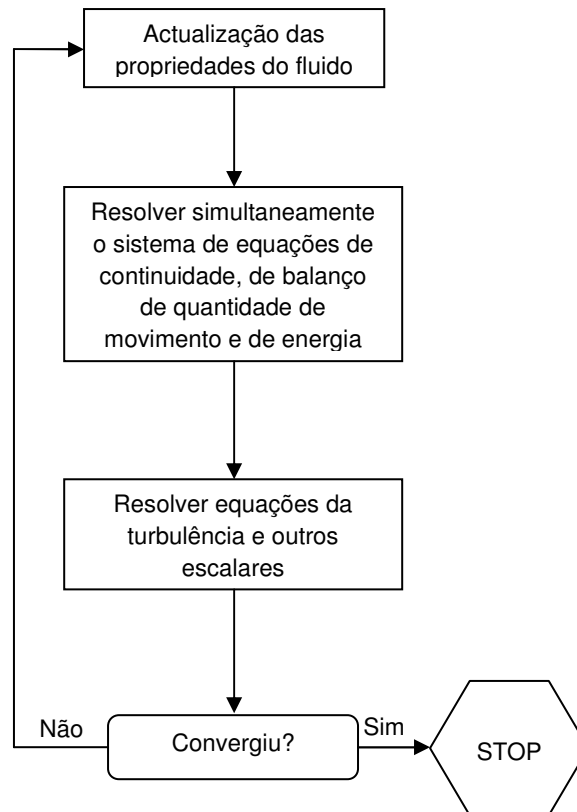 Actualização das
propriedades do fluido
Resolver simultaneamente
o sistema de equações de
continuidade, de balanço
de quantidade de
movimento e de energia
Resolver equações da
turbulência e outros
escalares
Não
Convergiu?
Sim
STOP